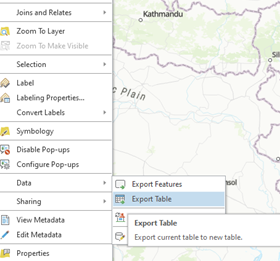 Joins and Relates
Kathmandu
Zoom To Layer
Zoom To Make Visible
Selection
Label
Labeling Properties...
Convert Labels
Plain
Symbology
Disable Pop-ups
Configure Pop-ups
Data
Export Features
Sharing
Export Table
View Metadata
Edit Metadata
Export Table
Export current table to new table.
Properties